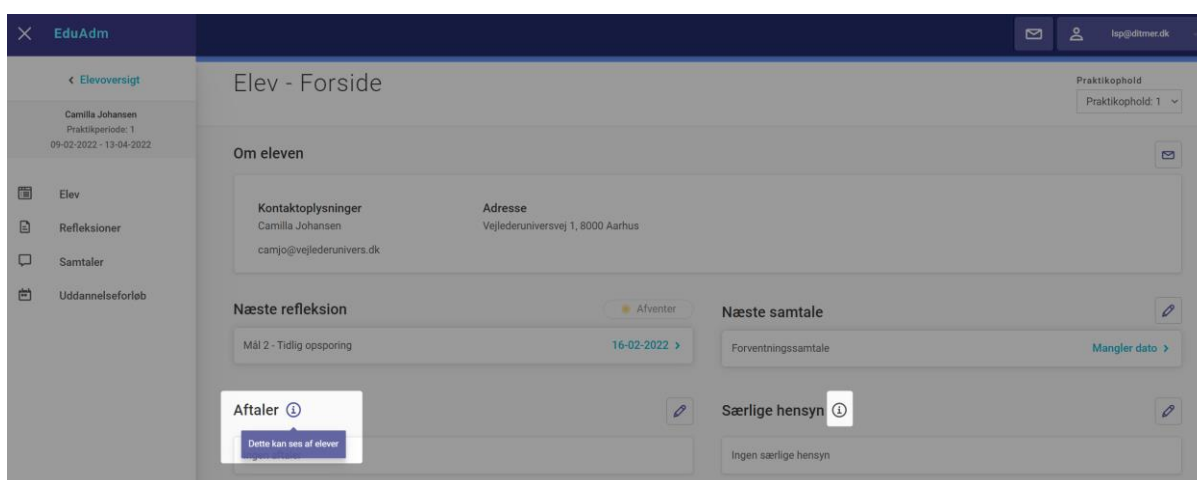 EduAdm
lsp@ditmer.dk
Elevoversigt
Camilla Johansen
Praktikperiode: 1
09-02-2022 - 13-04-2022
Elev
Refleksioner
Samtaler
Uddannelseforløb
Elev - Forside
Praktikophold
Praktikophold: 1
Om eleven
Kontaktoplysninger
Camilla Johansen
camjo@vejlederunivers.dk
Adresse
Vejlederuniversvej 1, 8000 Aarhus
Næste refleksion
Afventer
Mål 2 - Tidlig opsporing
16-02-2022
Næste samtale
Forventningssamtale
Mangler dato
Aftaler
Dette kan ses af elever
Ingen aftaler
Særlige hensyn
Ingen særlige hensyn